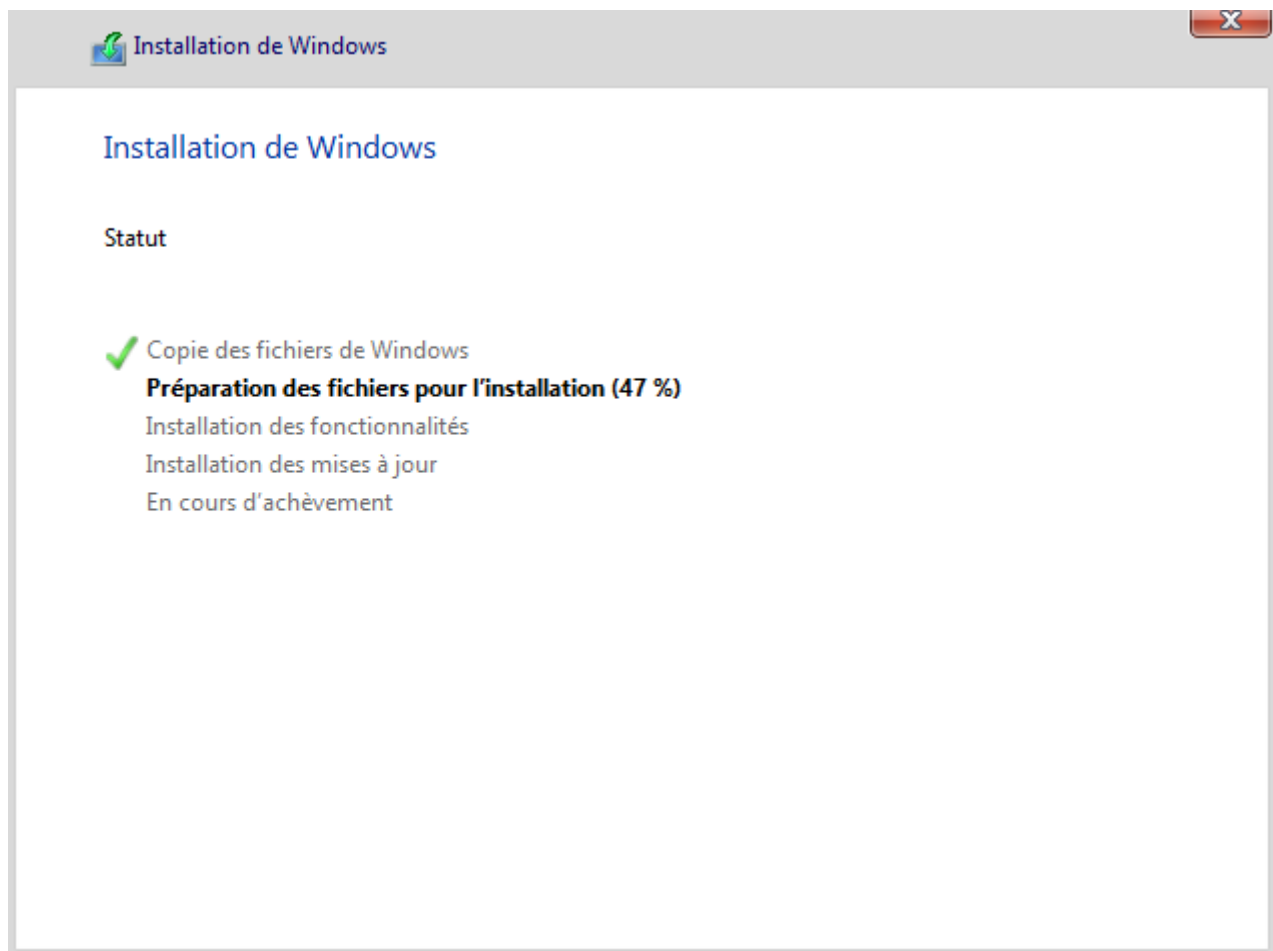 Installation de Windows
Installation de Windows
Statut
Copie des fichiers de Windows
Préparation des fichiers pour l’installation (47 %)
Installation des fonctionnalités
Installation des mises à jour
En cours d’achèvement